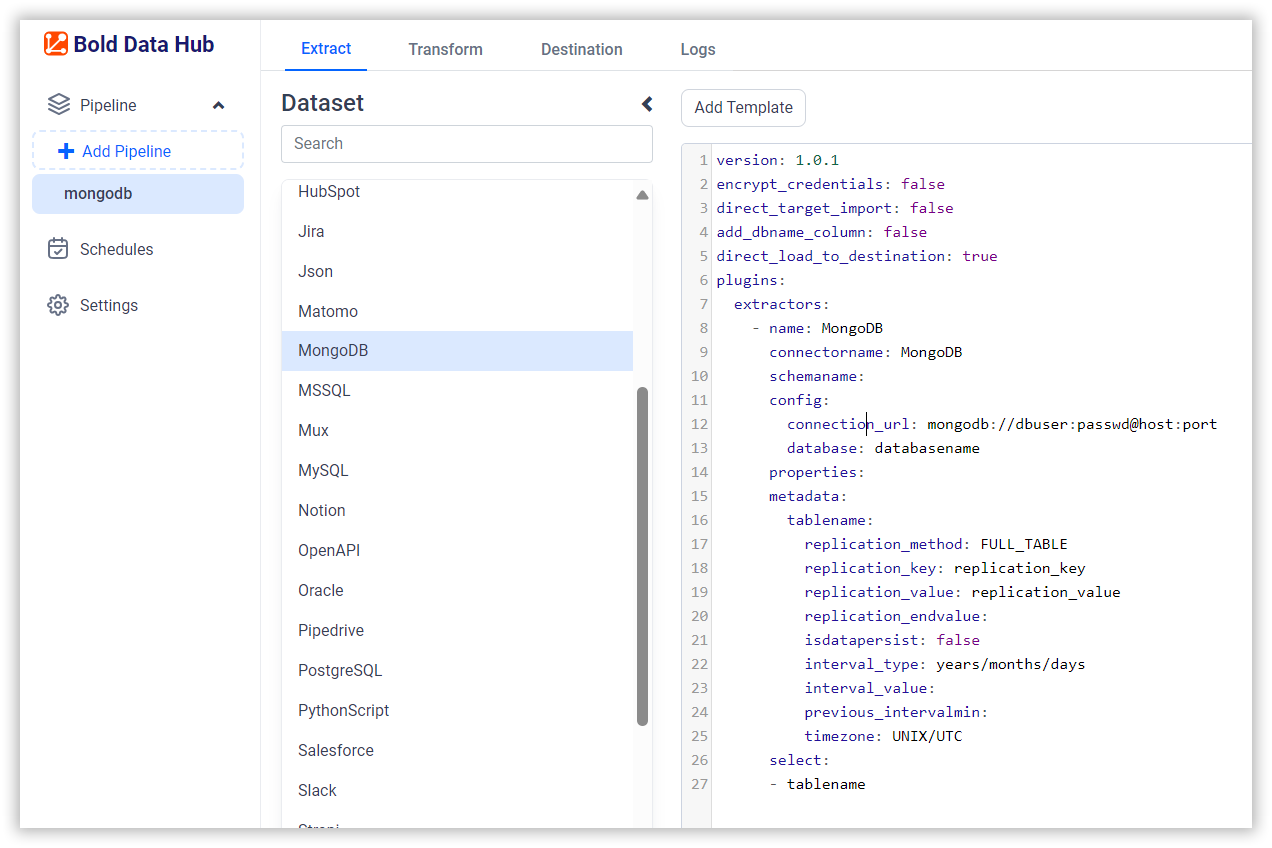 Bold Data Hub
Pipeline
Add Pipeline
mongodb
Schedules
Settings
Extract
Transform
Destination
Logs
Dataset
Search
HubSpot
Jira
Json
Matomo
MongoDB
MSSQL
Mux
MySQL
Notion
OpenAPI
Oracle
Pipedrive
PostgreSQL
PythonScript
Salesforce
Slack
Add Template
1 version: 1.0.1
2 encrypt_credentials: false
3 direct_target_import: false
4 add_dbname_column: false
5 direct_load_to_destination: true
6 plugins:
7   extractors:
8     - name: MongoDB
9       connectorname: MongoDB
10       schemaname:
11       config:
12         connection_url: mongodb://dbuser:passwd@host:port
13         database: databasename
14       properties:
15       metadata:
16         tablename:
17           replication_method: FULL_TABLE
18           replication_key: replication_key
19           replication_value: replication_value
20           replication_endvalue:
21           isdatapersist: false
22           interval_type: years/months/days
23           interval_value:
24           previous_intervalmin:
25           timezone: UNIX/UTC
26       select:
27       - tablename